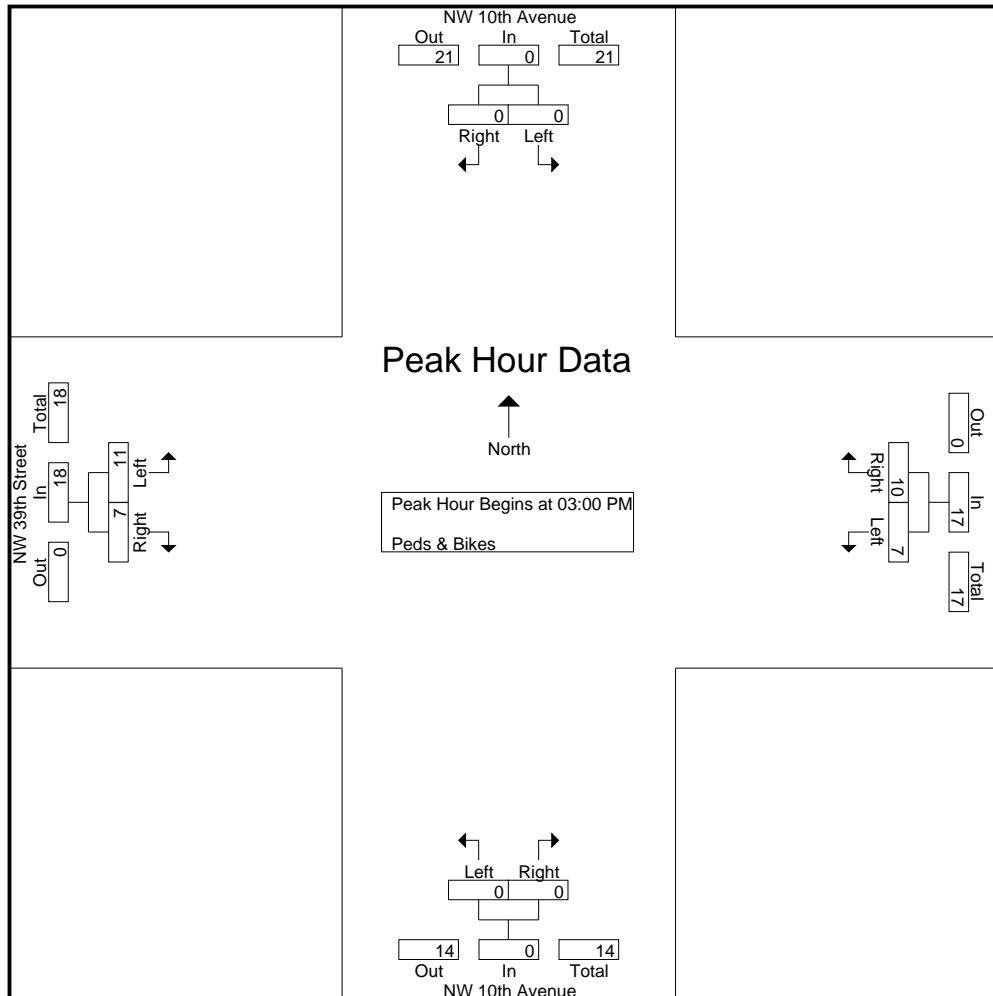 NW 10th Avenue
Out In Total
21 0 21
0 0
Right Left
Peak Hour Data
North
Peak Hour Begins at 03:00 PM
Peds & Bikes
NW 39th Street
Out In Total
0 18 18
Right Left
7 11
Out In Total
0 17 17
Right Left
10 7
Left Right
0 0
14 0 14
Out In Total
NW 10th Avenue